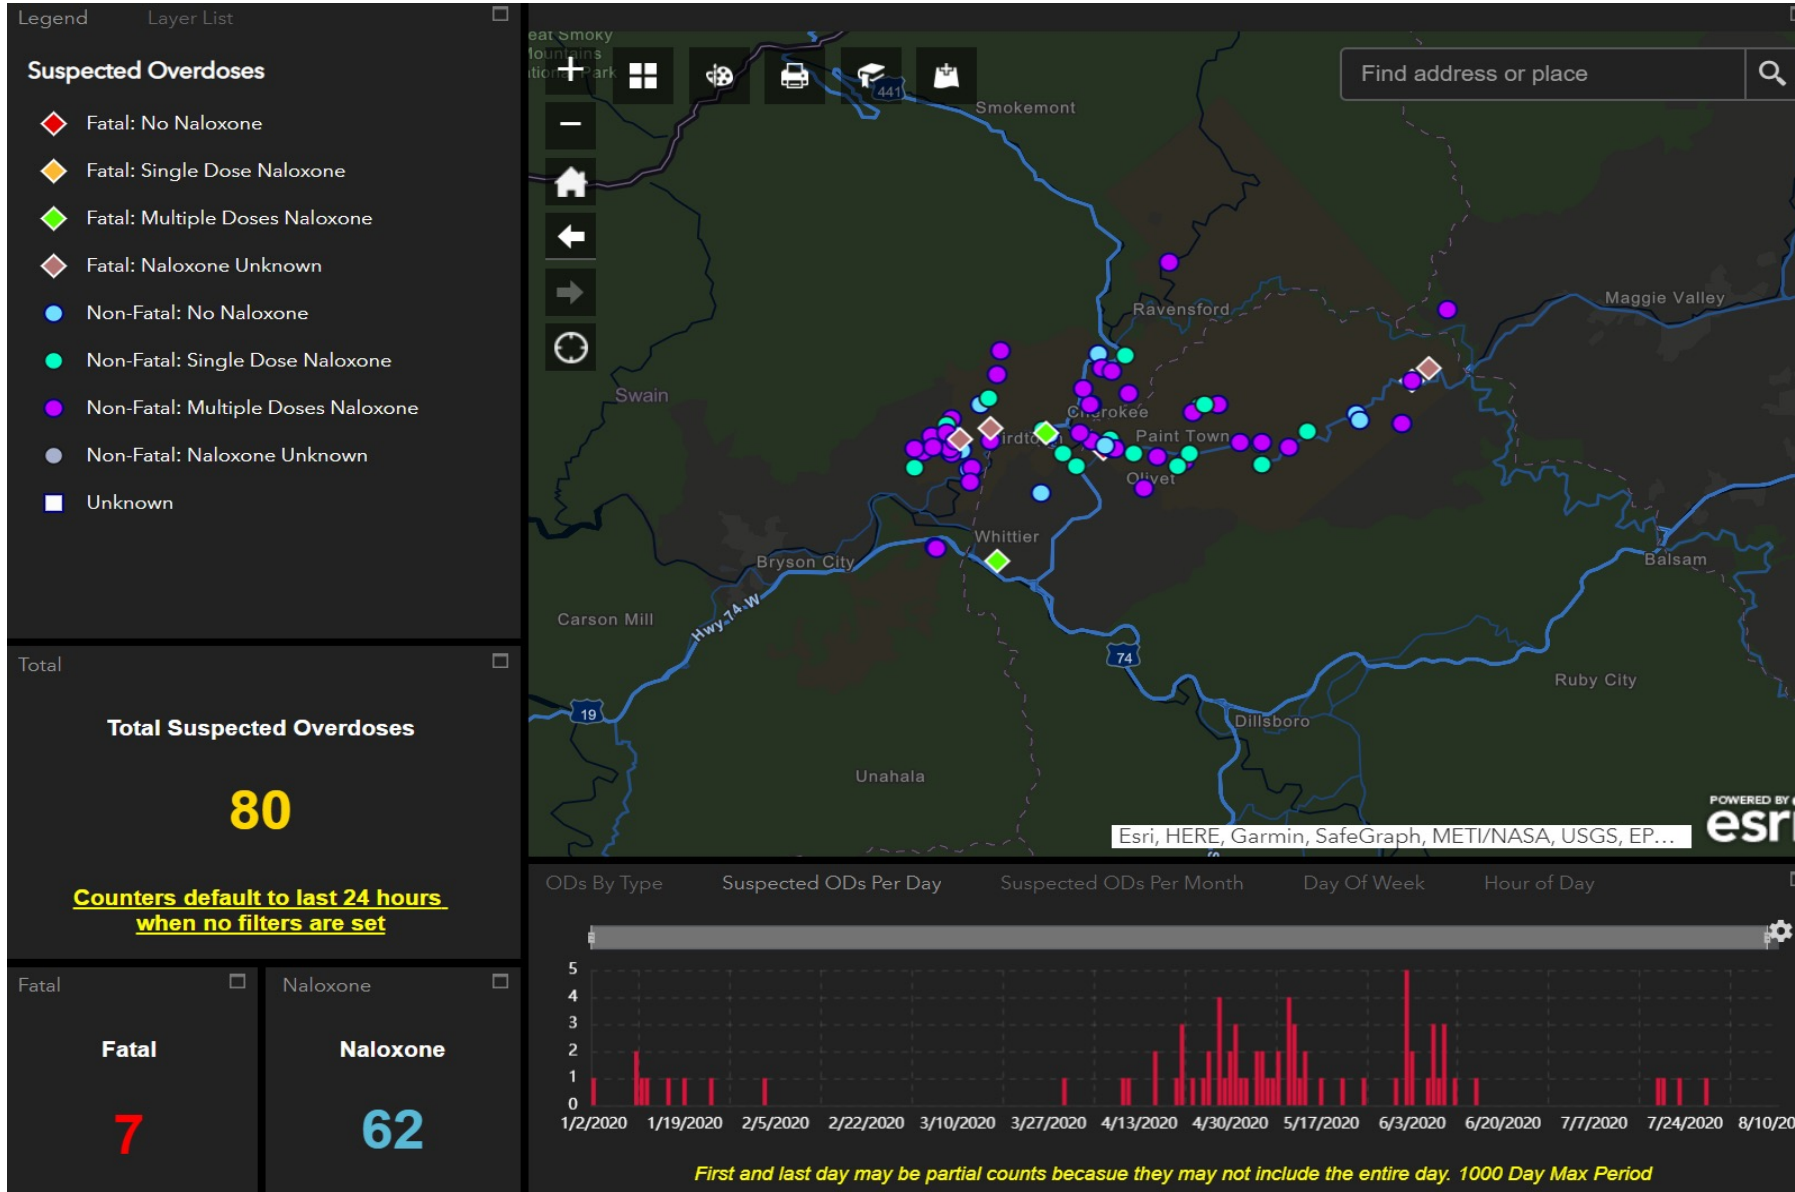 Legend
Layer List
Suspected Overdoses
Fatal: No Naloxone
Fatal: Single Dose Naloxone
Fatal: Multiple Doses Naloxone
Fatal: Naloxone Unknown
Non-Fatal: No Naloxone
Non-Fatal: Single Dose Naloxone
Non-Fatal: Multiple Doses Naloxone
Non-Fatal: Naloxone Unknown
Unknown
Total
Total Suspected Overdoses
80
Counters default to last 24 hours
when no filters are set
Fatal
Fatal
7
Naloxone
Naloxone
62
eat Smoky
Mountains
Park
Find address or place
441
Smokemont
Ravensford
Maggie Valley
Swain
Cherokee
irdtown
Paint Town
Olivet
Whittier
Bryson City
Balsam
Carson Mill
Hwy 74 W
74
Ruby City
19
Dillsboro
Unahala
POWERED BY
esri
Esri, HERE, Garmin, SafeGraph, METI/NASA, USGS, EP...
ODs By Type
Suspected ODs Per Day
Suspected ODs Per Month
Day Of Week
Hour of Day
5
4
3
2
1
0
1/2/2020 1/19/2020 2/5/2020 2/22/2020 3/10/2020 3/27/2020 4/13/2020 4/30/2020 5/17/2020 6/3/2020 6/20/2020 7/7/2020 7/24/2020 8/10/20
First and last day may be partial counts becasue they may not include the entire day. 1000 Day Max Period